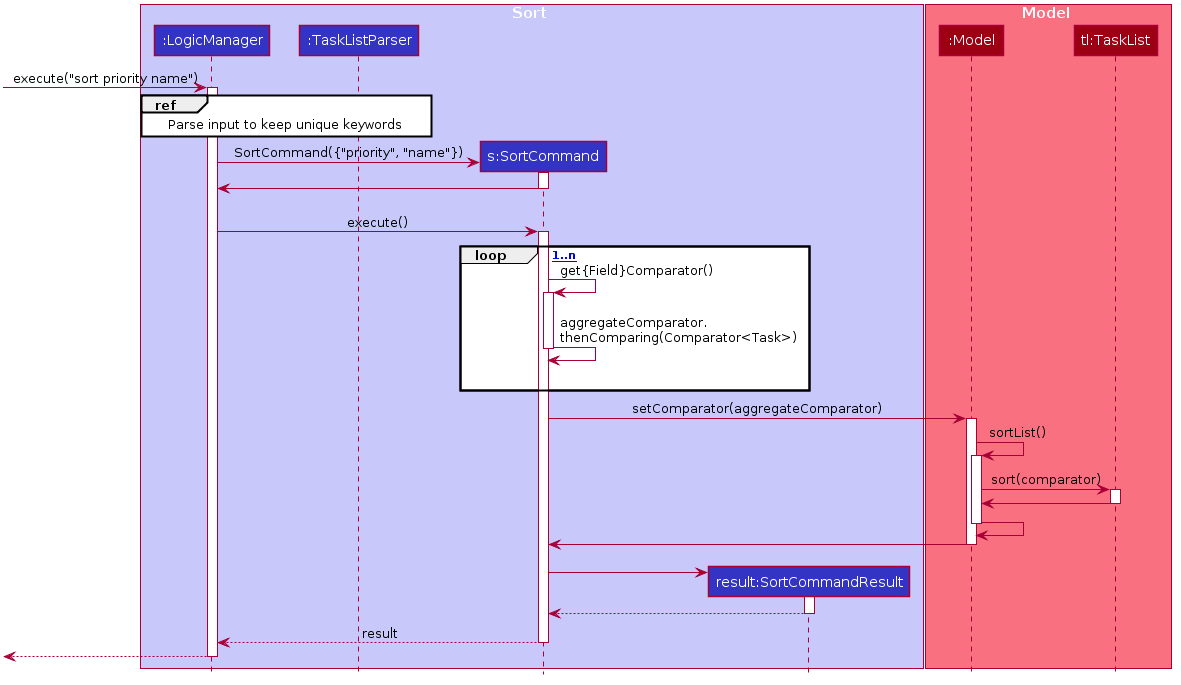 Sort
Model
:LogicManager
:TaskListParser
:Model
tl:TaskList
execute("sort priority name")
ref
Parse input to keep unique keywords
SortCommand({"priority", "name"})
s:SortCommand
execute()
loop
1..n
get{Field}Comparator()
aggregateComparator.
thenComparing(Comparator<Task>)
setComparator(aggregateComparator)
sortList()
sort(comparator)
result:SortCommandResult
result